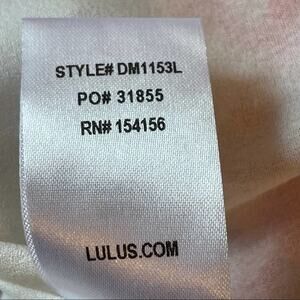 STYLE# DM1153L
PO# 31855
RN# 154156
LULUS.COM